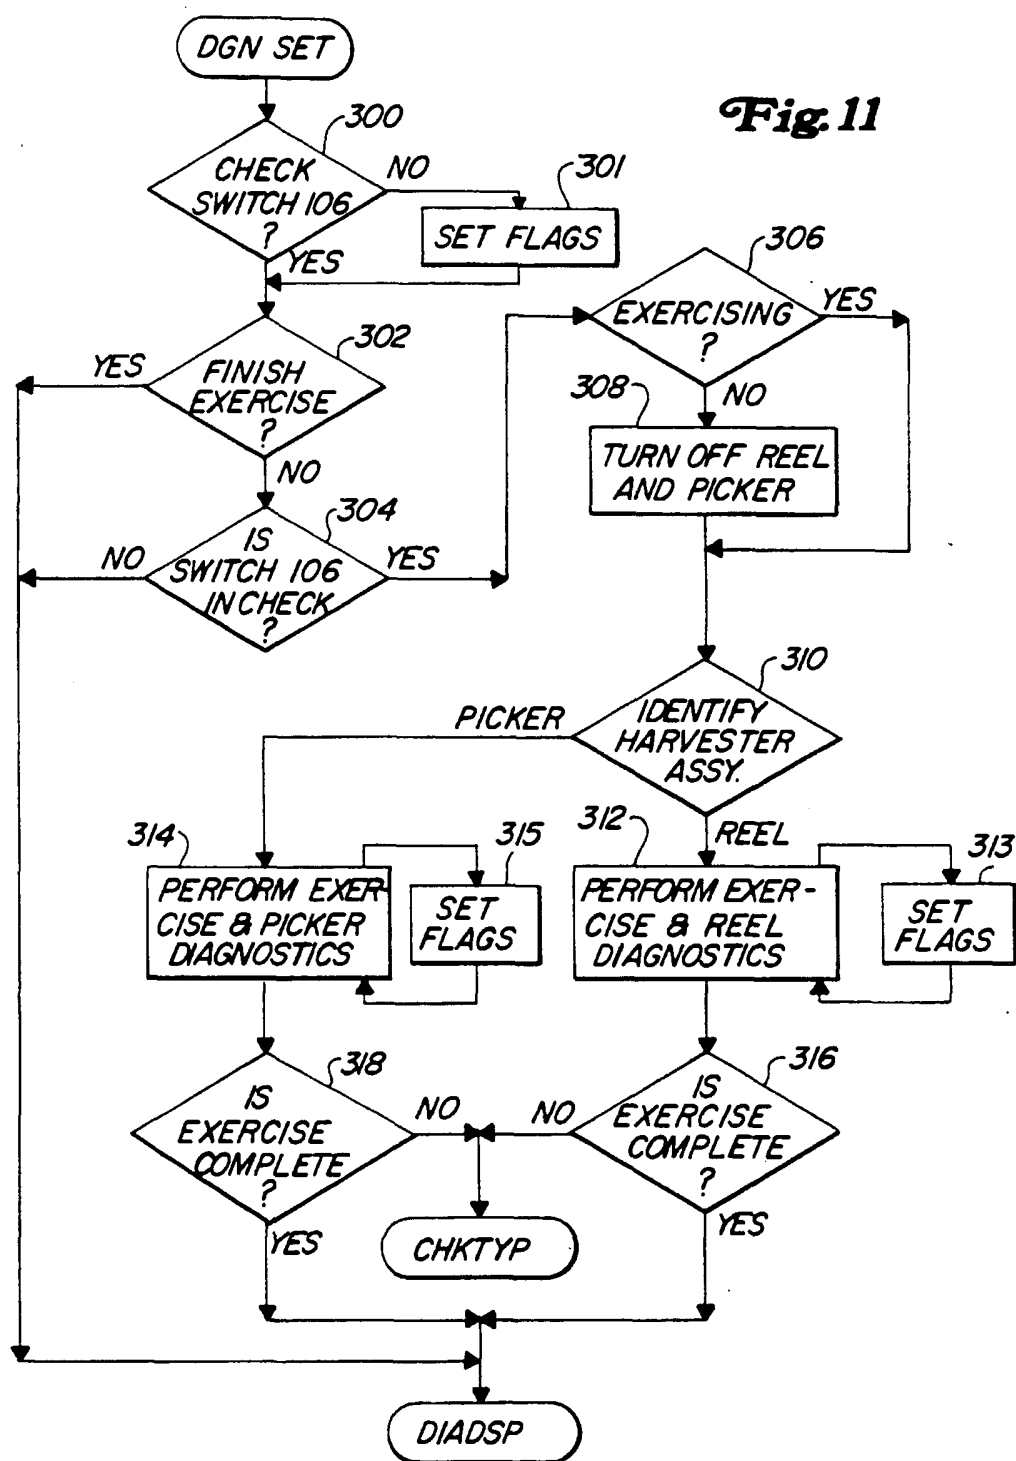 DGN SET
Fig. 11
300
CHECK
SWITCH 106
?
NO
YES
301
SET FLAGS
306
EXERCISING
?
YES
NO
302
FINISH
EXERCISE
?
YES
NO
308
TURN OFF REEL
AND PICKER
304
IS
SWITCH 106
IN CHECK
?
NO
YES
310
IDENTIFY
HARVESTER
ASSY.
PICKER
REEL
314
PERFORM EXER-
CISE & PICKER
DIAGNOSTICS
315
SET
FLAGS
312
PERFORM EXER-
CISE & REEL
DIAGNOSTICS
313
SET
FLAGS
318
IS
EXERCISE
COMPLETE
?
NO
YES
316
IS
EXERCISE
COMPLETE
?
NO
YES
CHKTYP
DIADSP